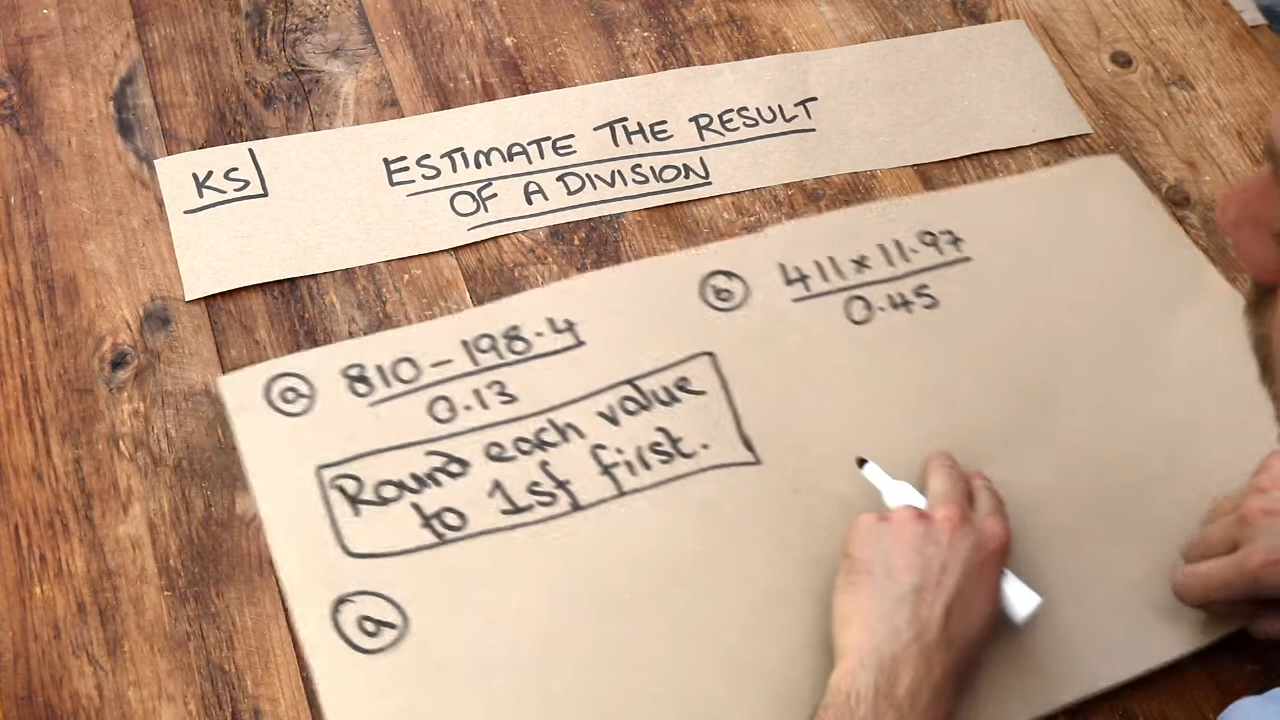 KS
ESTIMATE THE RESULT
OF A DIVISION
ⓐ 810-198.4
0.13
ⓑ 411×11.97
0.45
Round each value
to 1sf first.
ⓐ